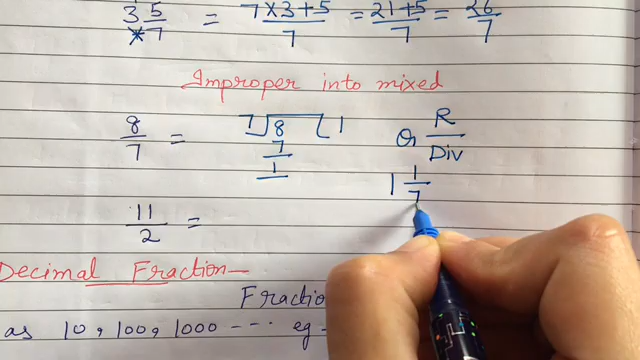 3 5/7 = 7×3+5/7 = 21+5/7 = 26/7
Improper into mixed
8/7 = 7)8(1 Or R/Div
7
1 1 1/7
11/2 =
Decimal Fraction—
Fractio
as 10, 100, 1000 ---- eg -